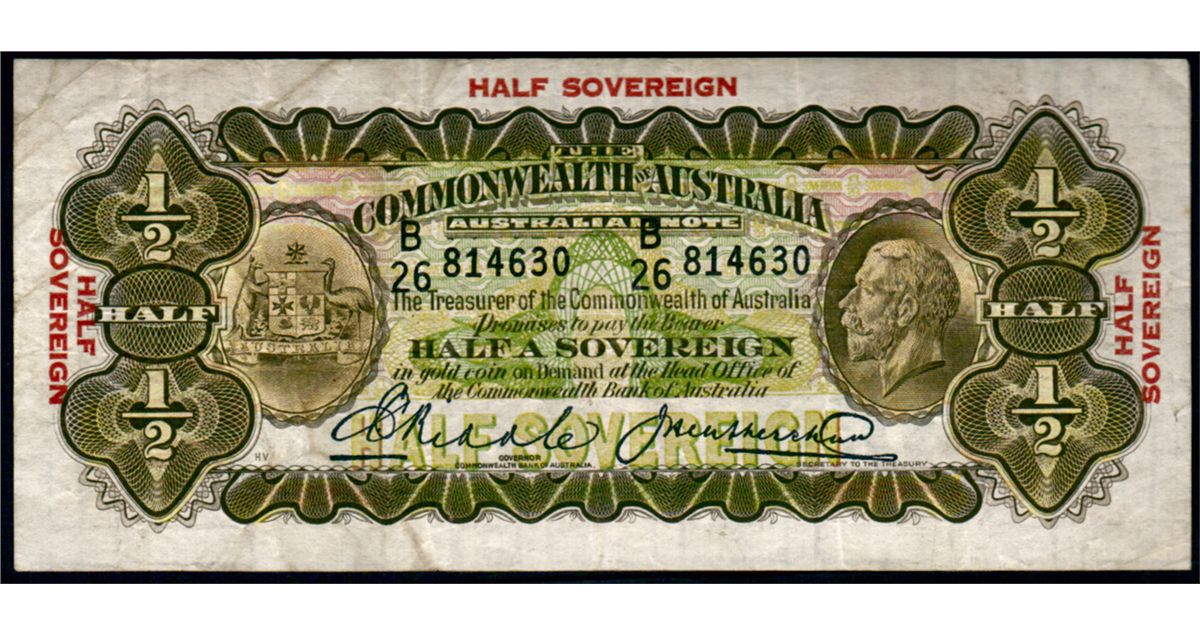 HALF SOVEREIGN
THE
COMMONWEALTH OF AUSTRALIA
AUSTRALIAN NOTE
1/2
1/2
B
26 814630
B
26 814630
HALF SOVEREIGN
HALF
AUSTRALIA
The Treasurer of the Commonwealth of Australia
Promises to pay the Bearer
HALF A SOVEREIGN
in gold coin on Demand at the Head Office of
the Commonwealth Bank of Australia
HALF
HALF SOVEREIGN
1/2
1/2
HALF SOVEREIGN
E C Riddle
HV
GOVERNOR
COMMONWEALTH BANK OF AUSTRALIA.
SECRETARY TO THE TREASURY